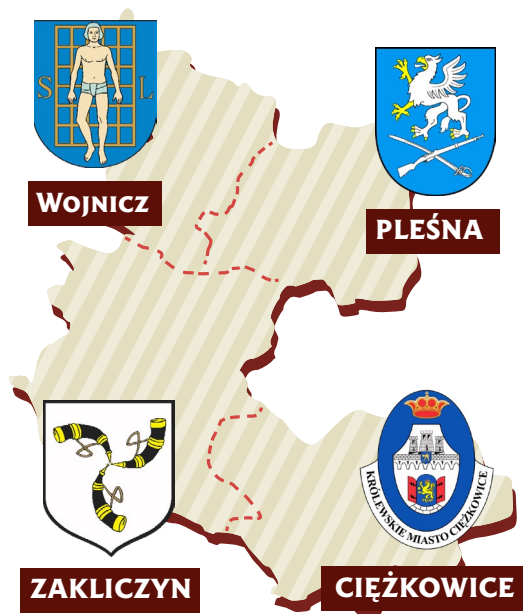 S L
Wojnicz
PLEŚNA
KRÓLEWSKIE MIASTO CIĘŻKOWICE
ZAKLICZYN
CIĘŻKOWICE